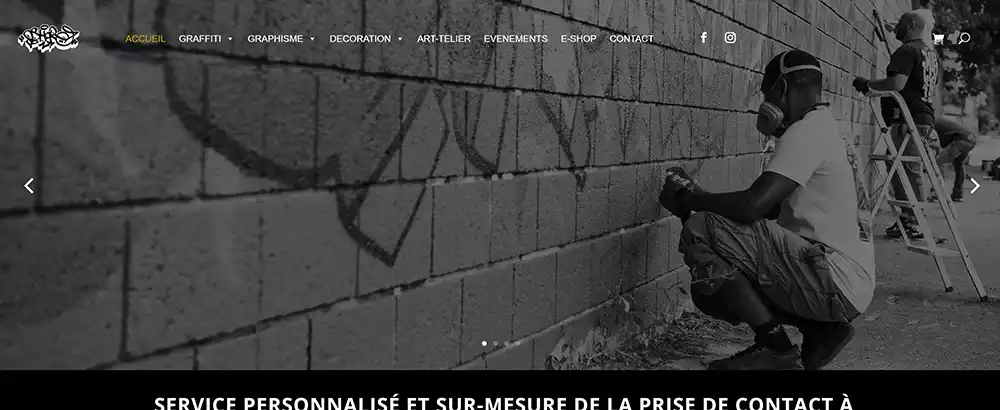 ACCUEIL GRAFFITI GRAPHISME DECORATION ART-TELIER EVENEMENTS E-SHOP CONTACT
SERVICE PERSONNALISÉ ET SUR-MESURE DE LA PRISE DE CONTACT À